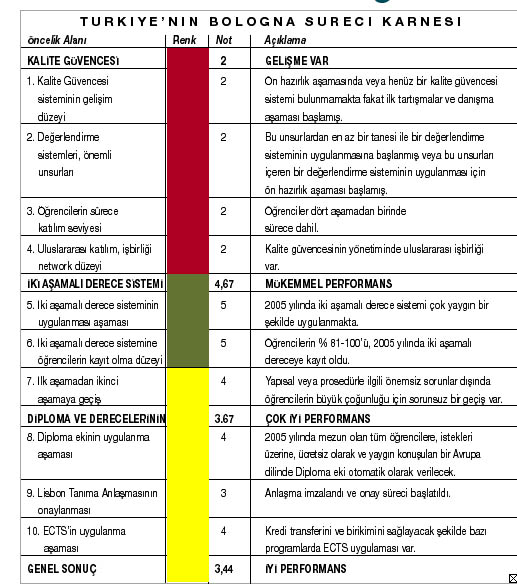 TURKIYE'NIN BOLOGNA SURECI KARNESI
öncelik Alanı Renk Not Açıklama
KALITE GüVENCESi 2 GELIŞME VAR
1. Kalite Güvencesi 2 Ön hazırlık aşamasında veya henüz bir kalite güvencesi
sisteminin gelişim sistemi bulunmamakta fakat ilk tartışmalar ve danışma
düzeyi aşaması başlamış.
2. Değerlendirme 2 Bu unsurlardan en az bir tanesi ile bir değerlendirme
sistemleri, önemli sisteminin uygulanmasına başlanmış veya bu unsurları
unsurları içeren bir değerlendirme sisteminin uygulanması için
ön hazırlık aşaması başlamış.
3. Oğrencilerin sürece 2 Oğrenciler dört aşamadan birinde
katılım seviyesi sürece dahil.
4. Uluslararası katılım, işbirliği 2 Kalite güvencesinin yönetiminde uluslararası işbirliği
network düzeyi var.
iKi AŞAMALI DERECE SiSTEMi 4,67 MüKEMMEL PERFORMANS
5. Iki aşamalı derece sisteminin 5 2005 yılında iki aşamalı derece sistemi çok yaygın bir
uygulanması aşaması şekilde uygulanmakta.
6. Iki aşamalı derece sistemine 5 Oğrencilerin % 81-100'ü, 2005 yılında iki aşamalı
öğrencilerin kayıt olma düzeyi dereceye kayıt oldu.
7. Ilk aşamadan ikinci 4 Yapısal veya prosedürle ilgili önemsiz sorunlar dışında
aşamaya geçiş öğrencilerin büyük çoğunluğu için sorunsuz bir geçiş var.
DiPLOMA VE DERECELERiNiN 3.67 ÇOK iYi PERFORMANS
8. Diploma ekinin uygulanma 4 2005 yılında mezun olan tüm öğrencilere, istekleri
aşaması üzerine, ücretsiz olarak ve yaygın konuşulan bir Avrupa
dilinde Diploma eki otomatik olarak verilecek.
9. Lisbon Tanıma Anlaşmasının 3 Anlaşma imzalandı ve onay süreci başlatıldı.
onaylanması
10. ECTS'in uygulanma 4 Kredi transferini ve birikimini sağlayacak şekilde bazı
aşaması programlarda ECTS uygulaması var.
GENEL SONUÇ 3,44 iYi PERFORMANS